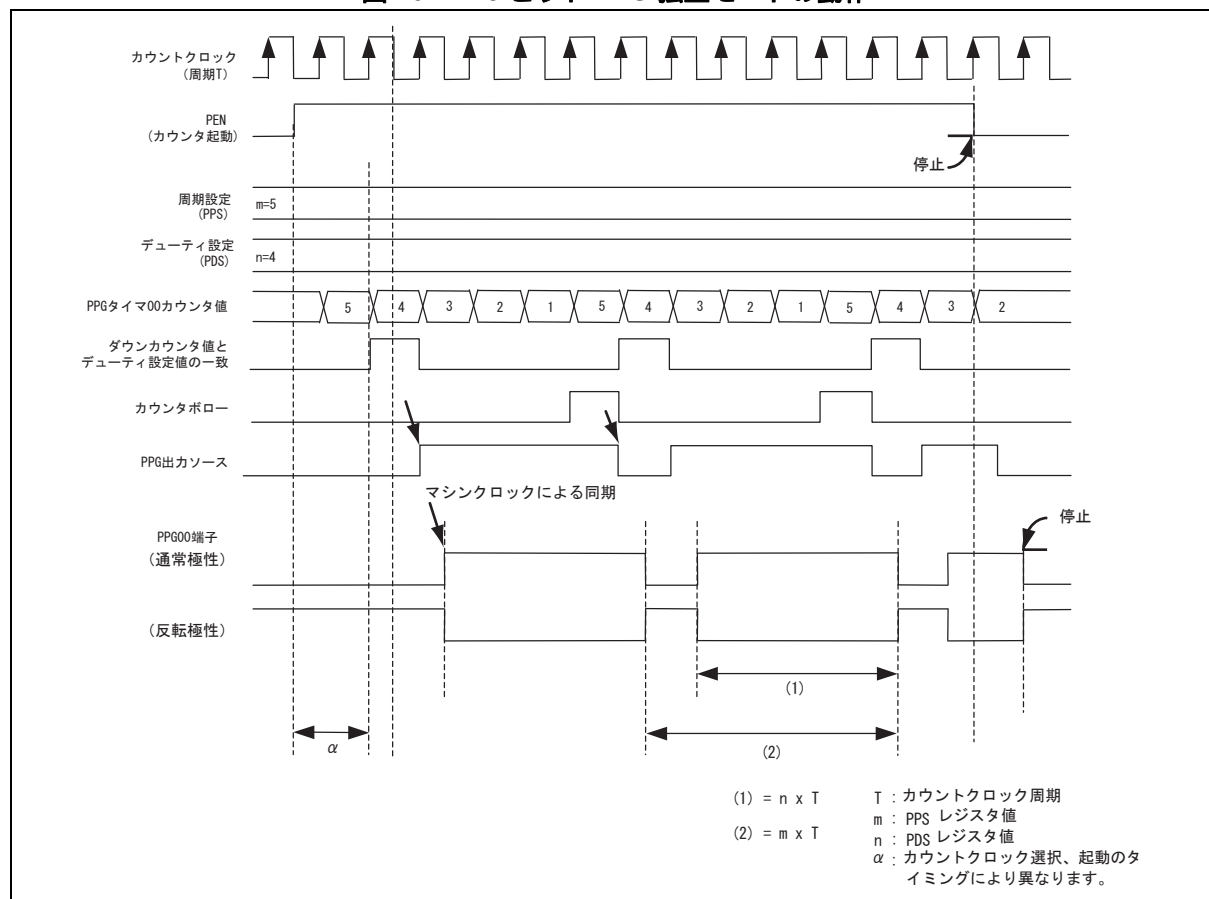 カウントクロック
(周期T)
PEN
(カウンタ起動)
停止
周期設定
(PPS)
m=5
デューティ設定
(PDS)
n=4
PPGタイマ00カウンタ値
5 4 3 2 1 5 4 3 2 1 5 4 3 2
ダウンカウンタ値と
デューティ設定値の一致
カウンタボロー
PPG出力ソース
マシンクロックによる同期
停止
PPG00端子
(通常極性)
(反転極性)
(1)
α
(2)
(1) = n x T
(2) = m x T
T : カウントクロック周期
m : PPS レジスタ値
n : PDS レジスタ値
α : カウントクロック選択、起動のタ
イミングにより異なります。